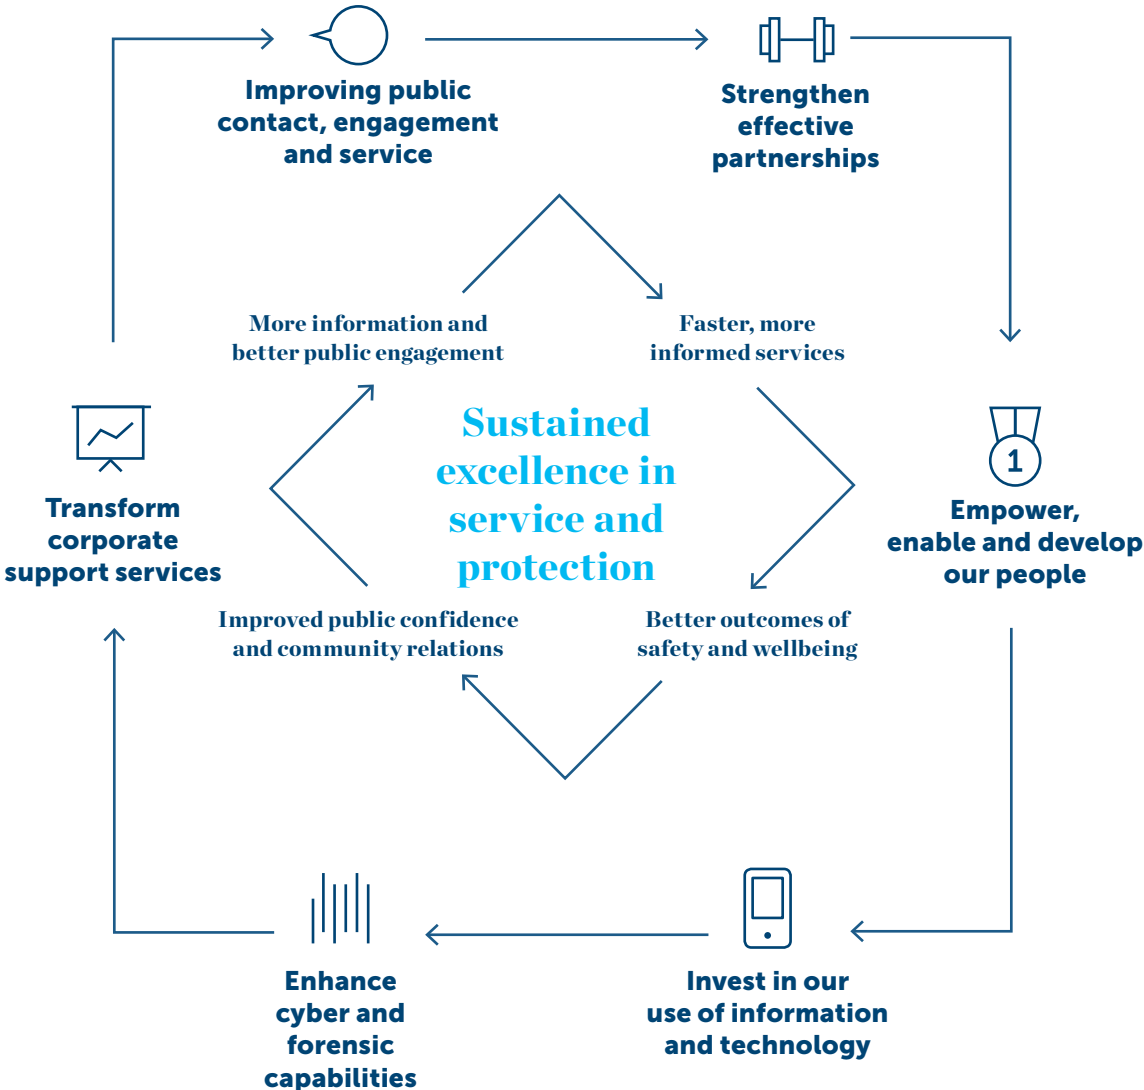 Improving public
contact, engagement
and service
Strengthen
effective
partnerships
More information and
better public engagement
Faster, more
informed services
Sustained
excellence in
service and
protection
Transform
corporate
support services
1
Empower,
enable and develop
our people
Improved public confidence
and community relations
Better outcomes of
safety and wellbeing
Enhance
cyber and
forensic
capabilities
Invest in our
use of information
and technology